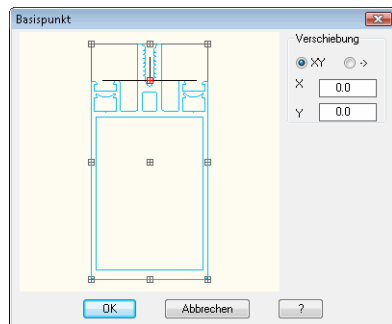 Basispunkt
Verschiebung
XY ->
X 0.0
Y 0.0
OK Abbrechen ?